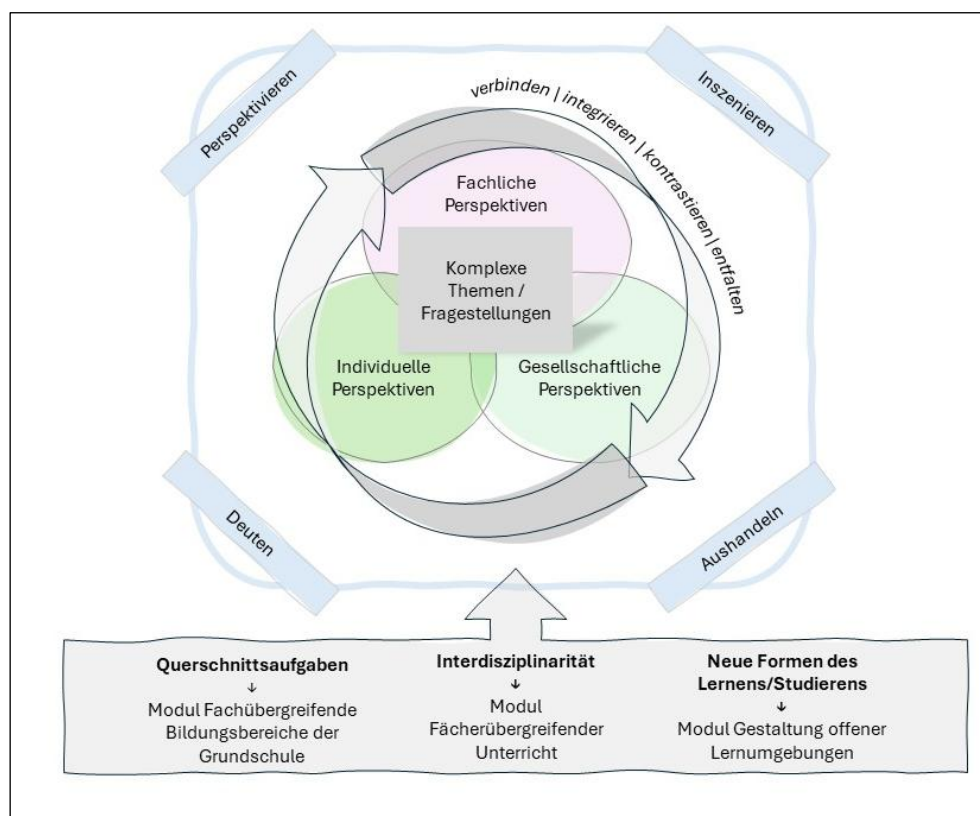 Perspektivieren
Inszenieren
verbinden | integrieren | kontrastieren | entfalten
Fachliche
Perspektiven
Komplexe
Themen /
Fragestellungen
Individuelle
Perspektiven
Gesellschaftliche
Perspektiven
Deuten
Aushandeln
Querschnittsaufgaben
↓
Modul Fachübergreifende
Bildungsbereiche der
Grundschule
Interdisziplinarität
↓
Modul
Fächerübergreifender
Unterricht
Neue Formen des
Lernens/Studierens
↓
Modul Gestaltung offener
Lernumgebungen